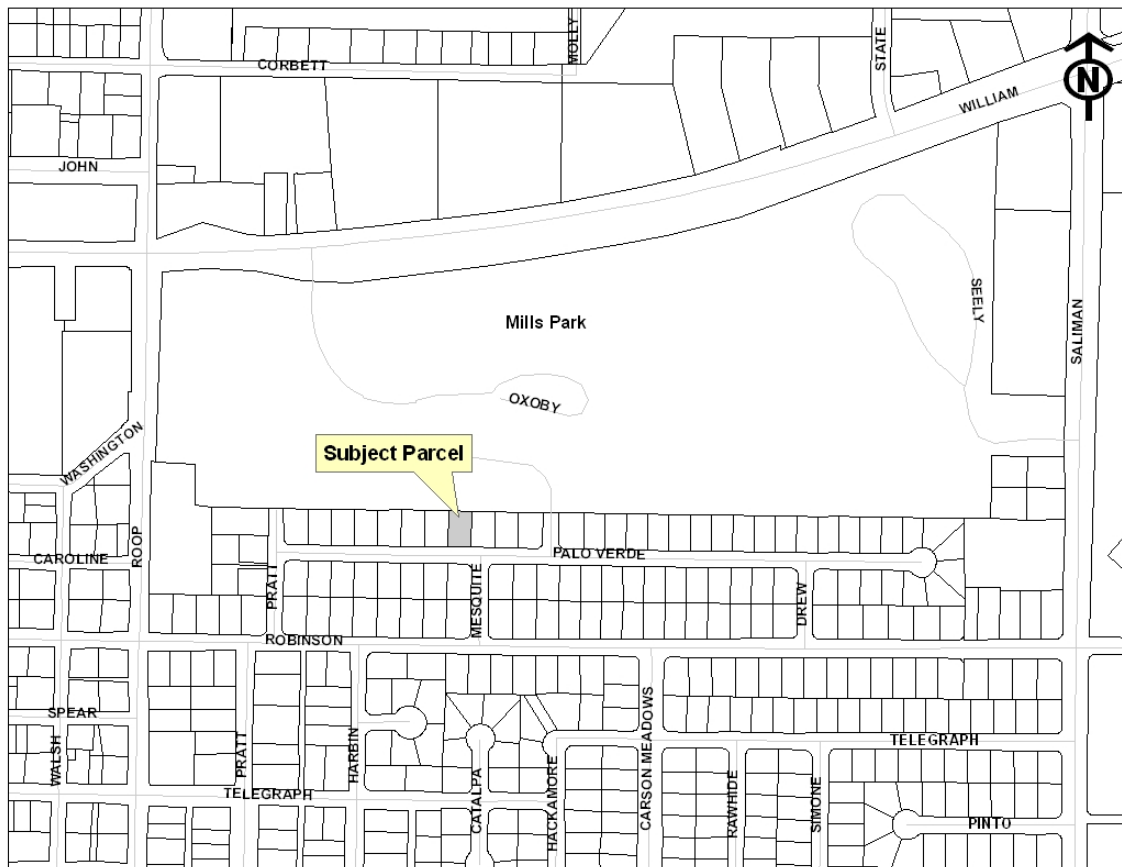 MOLLY
STATE
CORBETT
N
WILLIAM
JOHN
SEELY
SALIMAN
Mills Park
OXOBY
WASHINGTON
Subject Parcel
ROOP
CAROLINE
PALO VERDE
PRATT
MESQUITE
DREW
ROBINSON
SPEAR
WALSH
PRATT
HARBIN
CARSON MEADOWS
TELEGRAPH
TELEGRAPH
CATALPA
HACKAMORE
RAWHIDE
SIMONE
PINTO